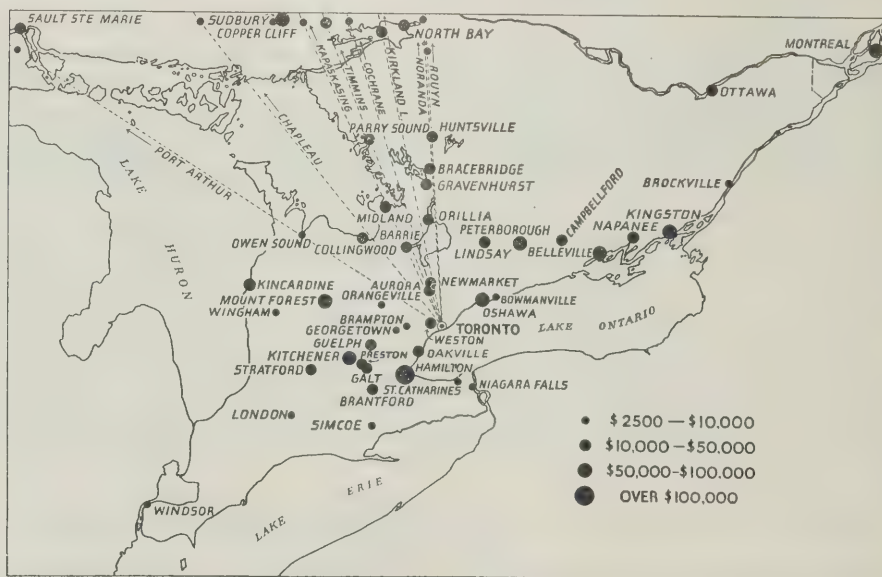 SAULT STE MARIE
SUDBURY
COPPER CLIFF
NORTH BAY
MONTREAL
OTTAWA
KAPASKASING
TIMMINS
COCHRANE
KIRKLAND L.
NORANDA
ROUYN
CHAPLEAU
PORT ARTHUR
PARRY SOUND
HUNTSVILLE
BRACEBRIDGE
GRAVENHURST
BROCKVILLE
LAKE
HURON
MIDLAND
ORILLIA
OWEN SOUND
COLLINGWOOD
BARRIE
PETERBOROUGH
LINDSAY
CAMPBELLFORD
BELLEVILLE
NAPANEE
KINGSTON
KINCARDINE
MOUNT FOREST
WINGHAM
AURORA
NEWMARKET
ORANGEVILLE
BOWMANVILLE
OSHAWA
BRAMPTON
GEORGETOWN
TORONTO
WESTON
LAKE ONTARIO
GUELPH
OAKVILLE
KITCHENER
PRESTON
STRATFORD
GALT
HAMILTON
BRANTFORD
ST. CATHARINES
NIAGARA FALLS
LONDON
SIMCOE
WINDSOR
LAKE ERIE
$2500 — $10,000
$10,000 — $50.000
$50,000-$100.000
OVER $100,000